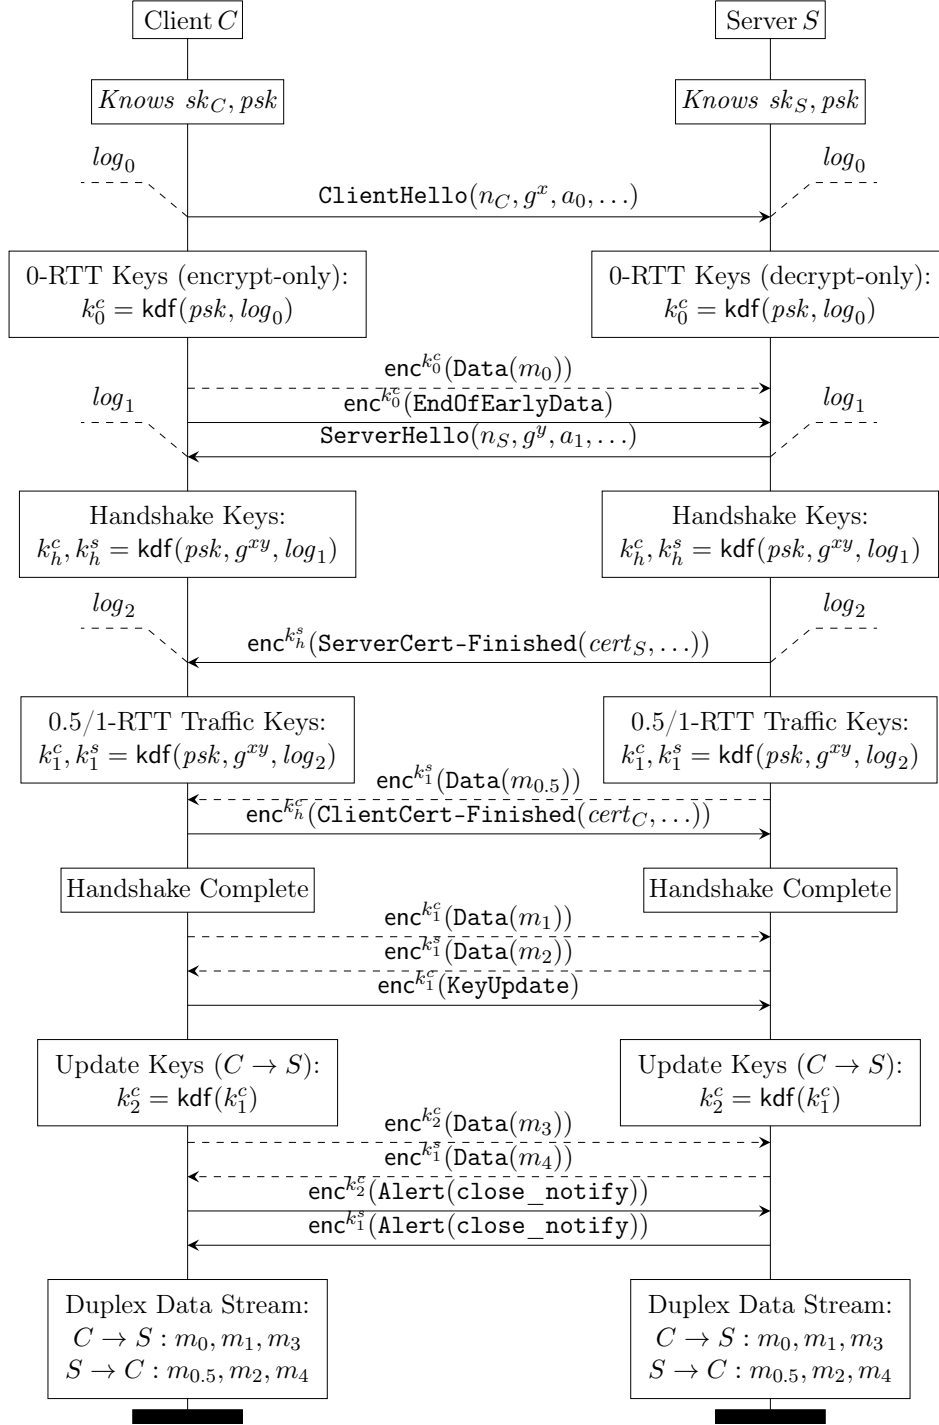 Client C Server S
Knows sk_C, psk Knows sk_S, psk
log_0 log_0
ClientHello(n_C, g^x, a_0, …)
0-RTT Keys (encrypt-only): 0-RTT Keys (decrypt-only):
k_0^c = kdf(psk, log_0) k_0^c = kdf(psk, log_0)
enc^{k_0^c}(Data(m_0))
log_1 log_1
enc^{k_0^c}(EndOfEarlyData)
ServerHello(n_S, g^y, a_1, …)
Handshake Keys: Handshake Keys:
k_h^c, k_h^s = kdf(psk, g^{xy}, log_1) k_h^c, k_h^s = kdf(psk, g^{xy}, log_1)
log_2 log_2
enc^{k_h^s}(ServerCert-Finished(cert_S, …))
0.5/1-RTT Traffic Keys: 0.5/1-RTT Traffic Keys:
k_1^c, k_1^s = kdf(psk, g^{xy}, log_2) k_1^c, k_1^s = kdf(psk, g^{xy}, log_2)
enc^{k_1^s}(Data(m_{0.5}))
enc^{k_h^c}(ClientCert-Finished(cert_C, …))
Handshake Complete Handshake Complete
enc^{k_1^c}(Data(m_1))
enc^{k_1^s}(Data(m_2))
enc^{k_1^c}(KeyUpdate)
Update Keys (C → S): Update Keys (C → S):
k_2^c = kdf(k_1^c) k_2^c = kdf(k_1^c)
enc^{k_2^c}(Data(m_3))
enc^{k_1^s}(Data(m_4))
enc^{k_2^c}(Alert(close_notify))
enc^{k_1^s}(Alert(close_notify))
Duplex Data Stream: Duplex Data Stream:
C → S : m_0, m_1, m_3 C → S : m_0, m_1, m_3
S → C : m_{0.5}, m_2, m_4 S → C : m_{0.5}, m_2, m_4